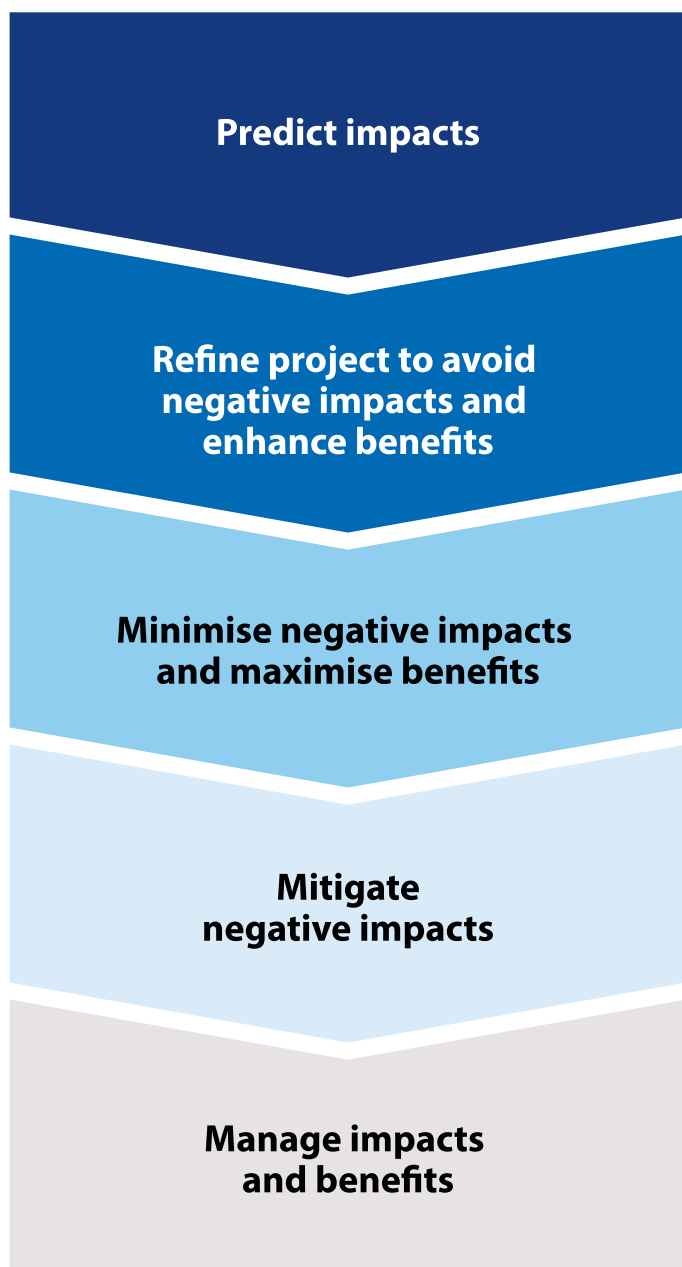 Predict impacts
Refine project to avoid
negative impacts and
enhance benefits
Minimise negative impacts
and maximise benefits
Mitigate
negative impacts
Manage impacts
and benefits